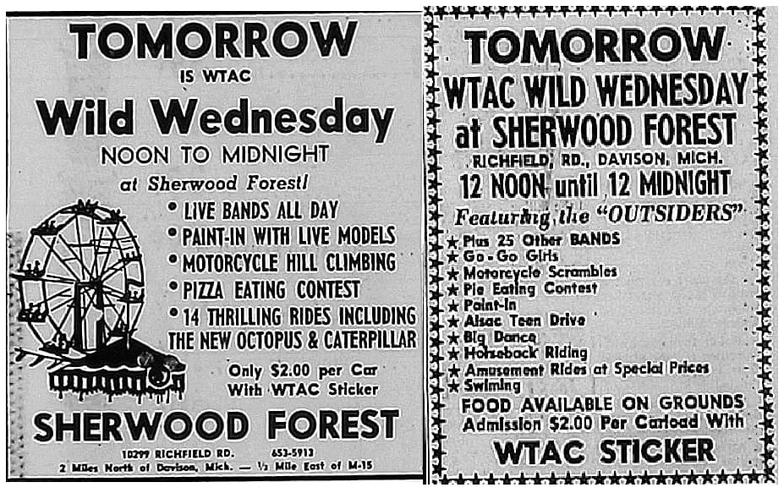 TOMORROW
IS WTAC
Wild Wednesday
NOON TO MIDNIGHT
at Sherwood Forest!
• LIVE BANDS ALL DAY
• PAINT-IN WITH LIVE MODELS
• MOTORCYCLE HILL CLIMBING
• PIZZA EATING CONTEST
• 14 THRILLING RIDES INCLUDING
THE NEW OCTOPUS & CATERPILLAR
Only $2.00 per Car
With WTAC Sticker
SHERWOOD FOREST
10299 RICHFIELD RD. 653-5913
2 Miles North of Davison, Mich. — ½ Mile East of M-15
TOMORROW
WTAC WILD WEDNESDAY
at SHERWOOD FOREST
RICHFIELD, RD., DAVISON, MICH.
12 NOON until 12 MIDNIGHT
Featuring the "OUTSIDERS"
★ Plus 25 Other BANDS
★ Go-Go Girls
★ Motorcycle Scrambles
★ Pie Eating Contest
★ Paint-In
★ Alsac Teen Drive
★ Big Dance
★ Horseback Riding
★ Amusement Rides at Special Prices
★ Swiming
FOOD AVAILABLE ON GROUNDS
Admission $2.00 Per Carload With
WTAC STICKER